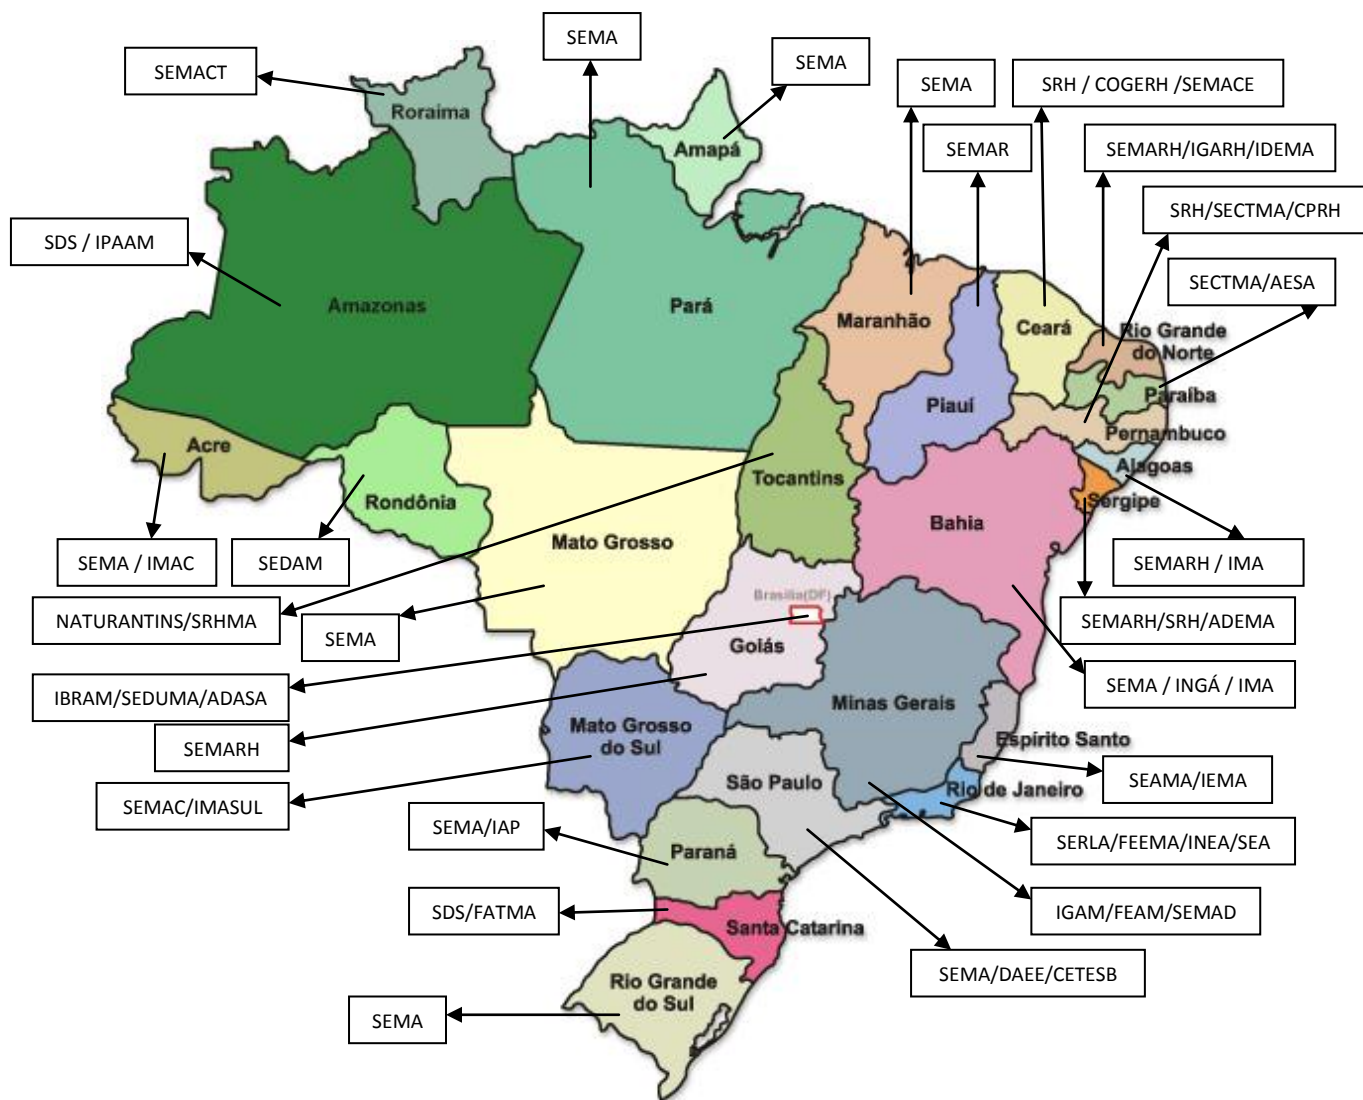 SEMA
SEMACT
SEMA
SEMA
SRH / COGERH /SEMACE
Roraima
Amapá
SEMAR
SEMARH/IGARH/IDEMA
SRH/SECTMA/CPRH
SDS / IPAAM
SECTMA/AESA
Amazonas
Pará
Maranhão
Ceará
Rio Grande
do Norte
Piauí
Paraíba
Pernambuco
Acre
Alagoas
Tocantins
Sergipe
Rondônia
Bahia
Mato Grosso
SEMA / IMAC
SEDAM
SEMARH / IMA
Brasília(DF)
NATURANTINS/SRHMA
SEMA
SEMARH/SRH/ADEMA
Goiás
IBRAM/SEDUMA/ADASA
SEMA / INGÁ / IMA
Minas Gerais
Mato Grosso
do Sul
SEMARH
Espírito Santo
São Paulo
SEAMA/IEMA
Rio de Janeiro
SEMAC/IMASUL
SEMA/IAP
Paraná
SERLA/FEEMA/INEA/SEA
SDS/FATMA
IGAM/FEAM/SEMAD
Santa Catarina
SEMA/DAEE/CETESB
Rio Grande
do Sul
SEMA